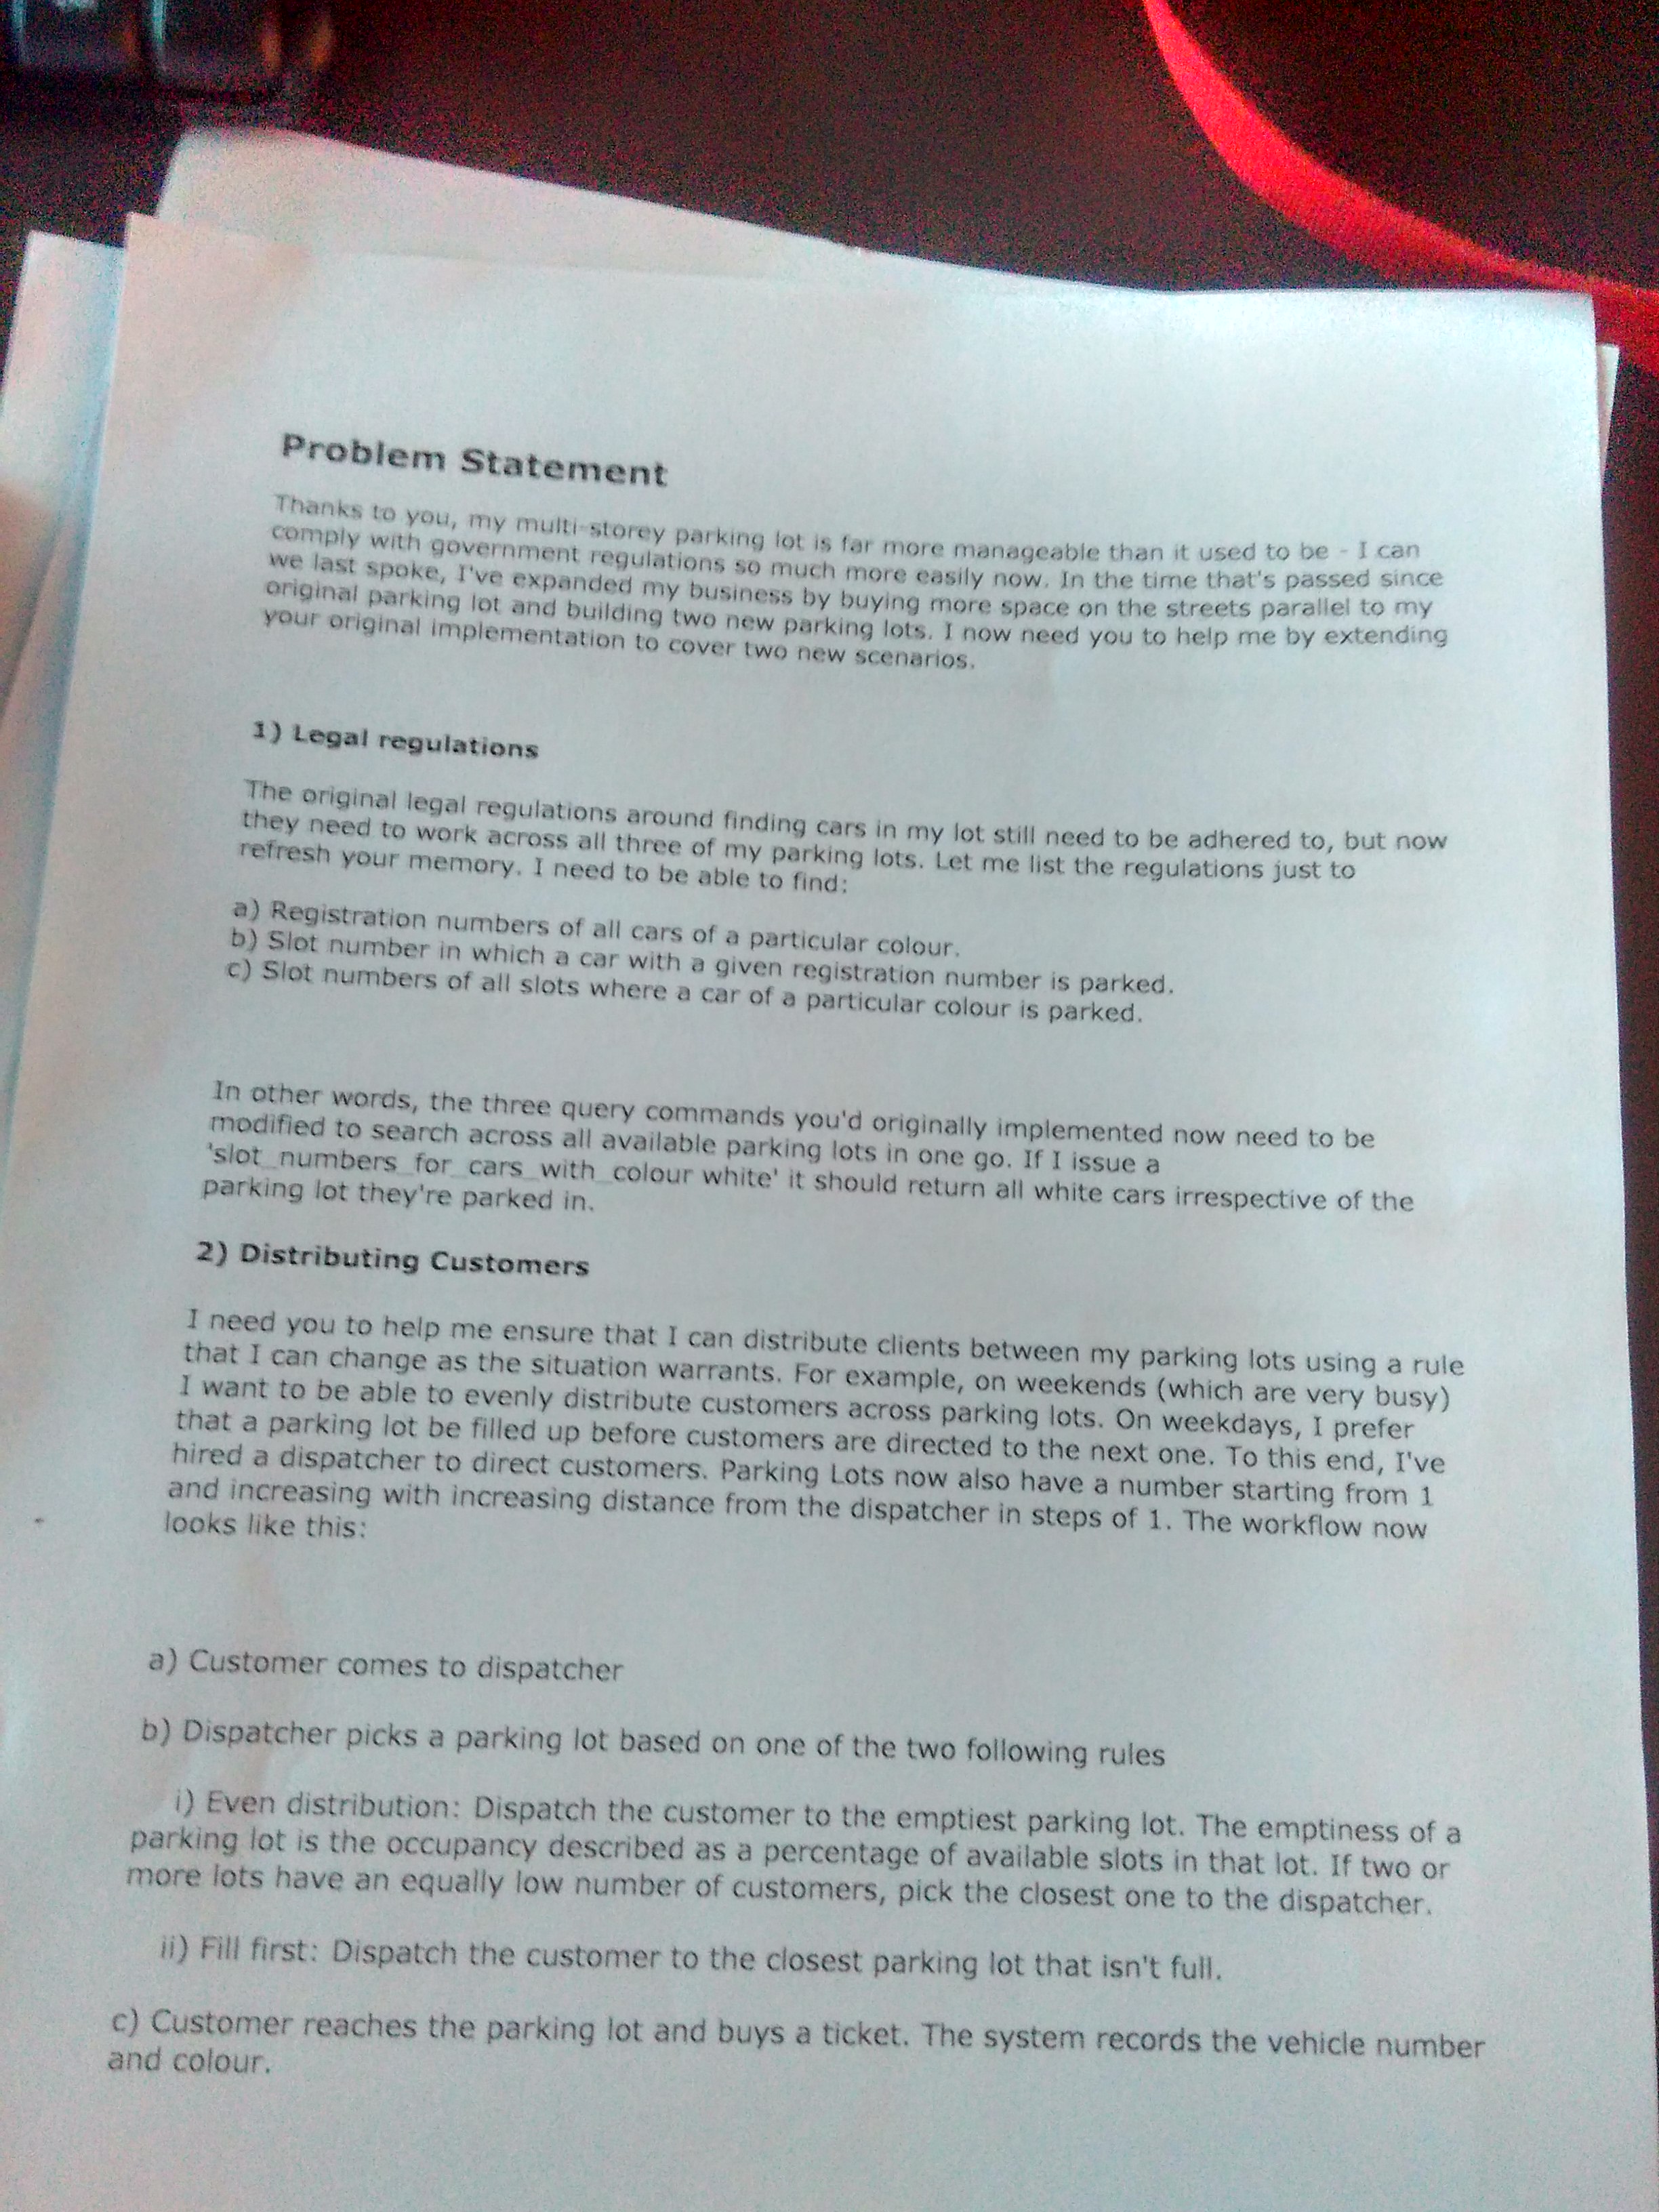 Problem Statement
Thanks to you, my multi-storey parking lot is far more manageable than it used to be - I can
comply with government regulations so much more easily now. In the time that's passed since
we last spoke, I've expanded my business by buying more space on the streets parallel to my
original parking lot and building two new parking lots. I now need you to help me by extending
your original implementation to cover two new scenarios.
1) Legal regulations
The original legal regulations around finding cars in my lot still need to be adhered to, but now
they need to work across all three of my parking lots. Let me list the regulations just to
refresh your memory. I need to be able to find:
a) Registration numbers of all cars of a particular colour.
b) Slot number in which a car with a given registration number is parked.
c) Slot numbers of all slots where a car of a particular colour is parked.
In other words, the three query commands you'd originally implemented now need to be
modified to search across all available parking lots in one go. If I issue a
'slot_numbers_for_cars_with_colour white' it should return all white cars irrespective of the
parking lot they're parked in.
2) Distributing Customers
I need you to help me ensure that I can distribute clients between my parking lots using a rule
that I can change as the situation warrants. For example, on weekends (which are very busy)
I want to be able to evenly distribute customers across parking lots. On weekdays, I prefer
that a parking lot be filled up before customers are directed to the next one. To this end, I've
hired a dispatcher to direct customers. Parking Lots now also have a number starting from 1
and increasing with increasing distance from the dispatcher in steps of 1. The workflow now
looks like this:
a) Customer comes to dispatcher
b) Dispatcher picks a parking lot based on one of the two following rules
i) Even distribution: Dispatch the customer to the emptiest parking lot. The emptiness of a
parking lot is the occupancy described as a percentage of available slots in that lot. If two or
more lots have an equally low number of customers, pick the closest one to the dispatcher.
ii) Fill first: Dispatch the customer to the closest parking lot that isn't full.
c) Customer reaches the parking lot and buys a ticket. The system records the vehicle number
and colour.